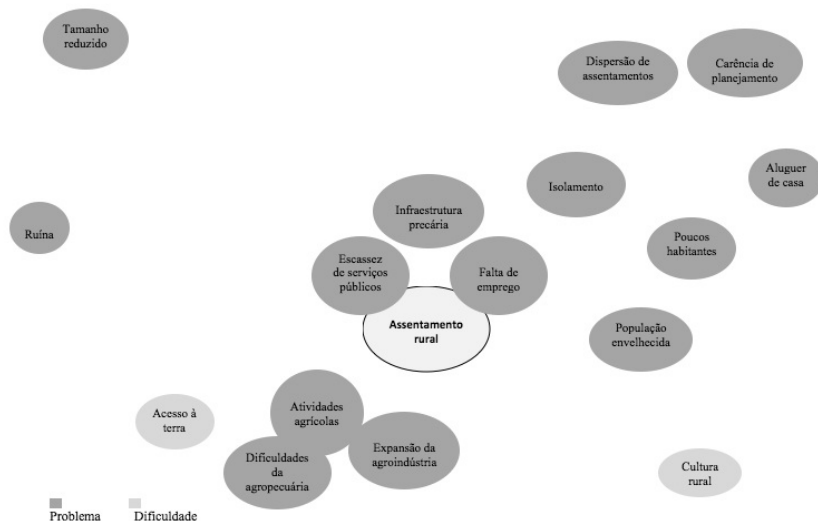 Tamanho
reduzido
Dispersão de
assentamentos
Carência de
planejamento
Isolamento
Aluguer
de casa
Infraestrutura
precária
Ruína
Poucos
habitantes
Escassez
de serviços
públicos
Falta de
emprego
Assentamento
rural
População
envelhecida
Acesso à
terra
Atividades
agrícolas
Expansão da
agroindústria
Dificuldades
da
agropecuária
Cultura
rural
Problema
Dificuldade